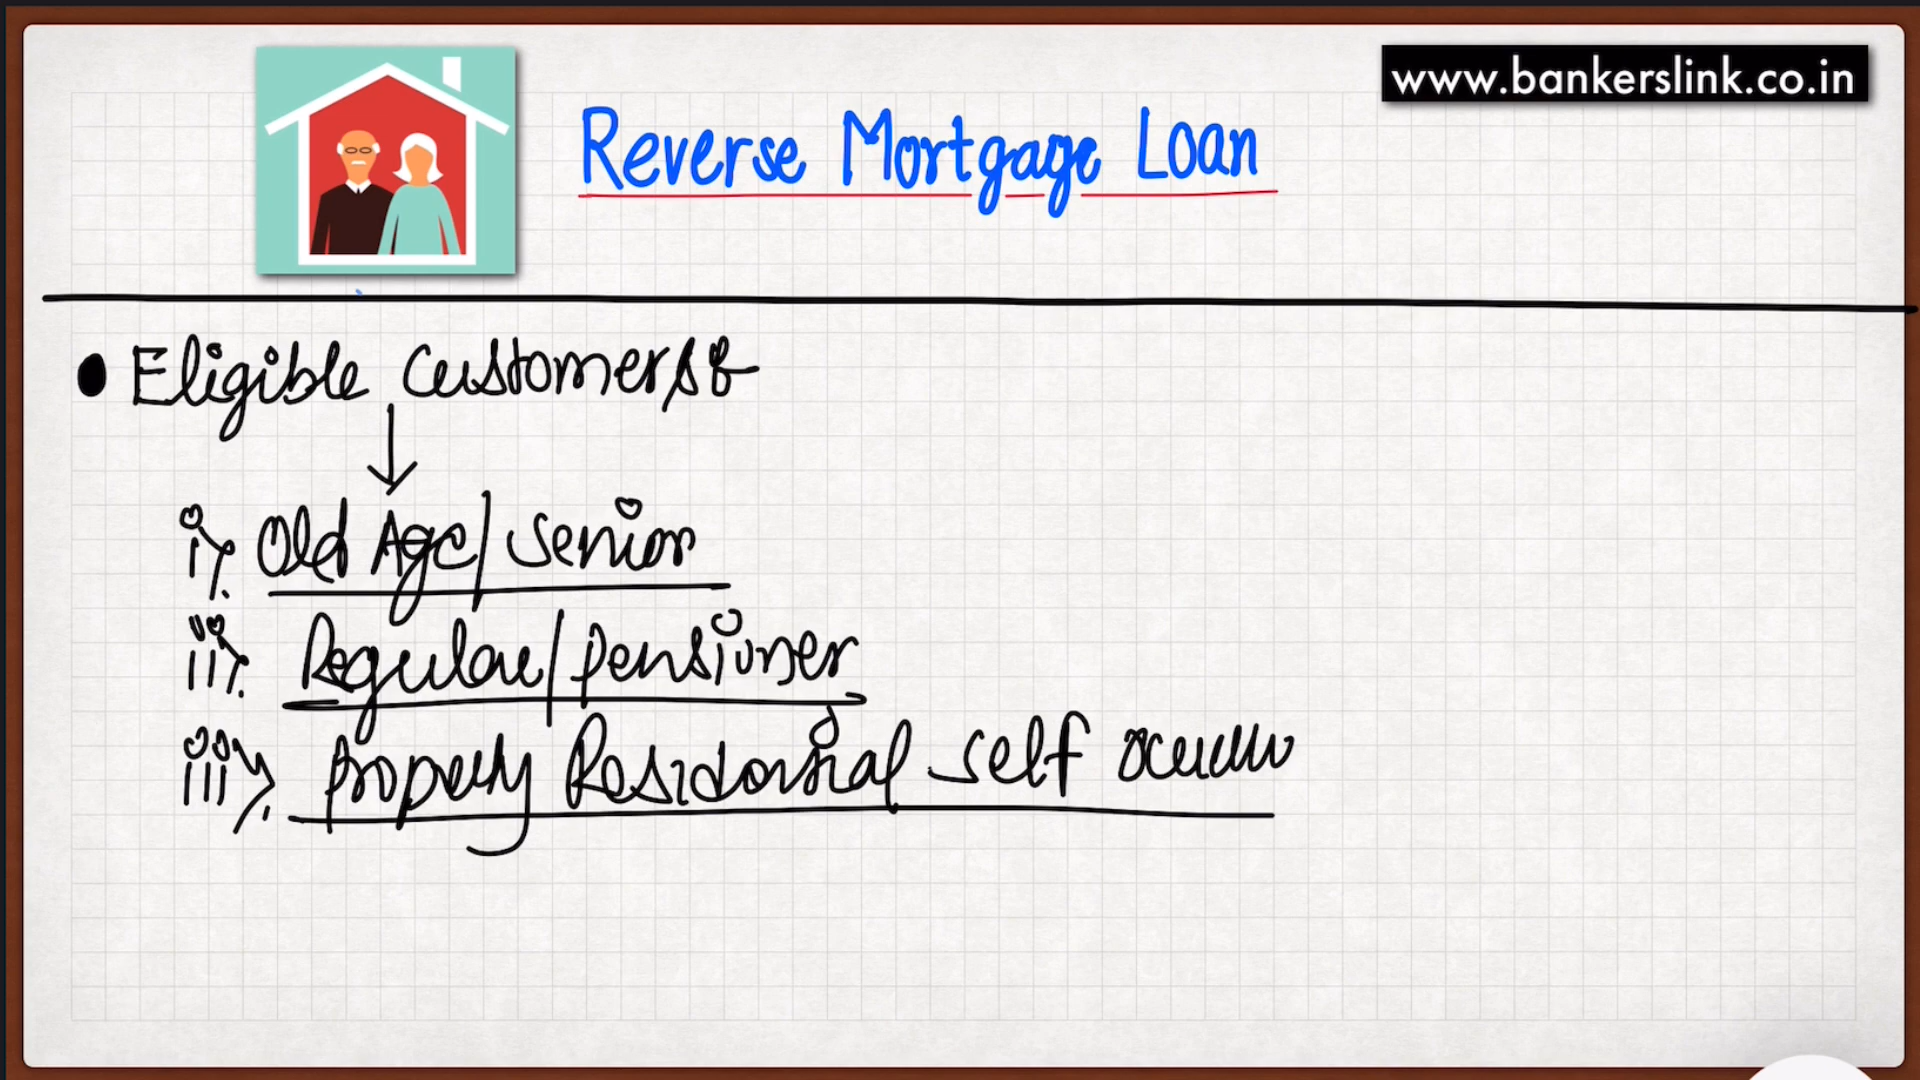 www.bankerslink.co.in
Reverse Mortgage Loan
Eligible Customers
i) Old Age/Senior
ii) Regular/Pensioner
iii) Property Residential self